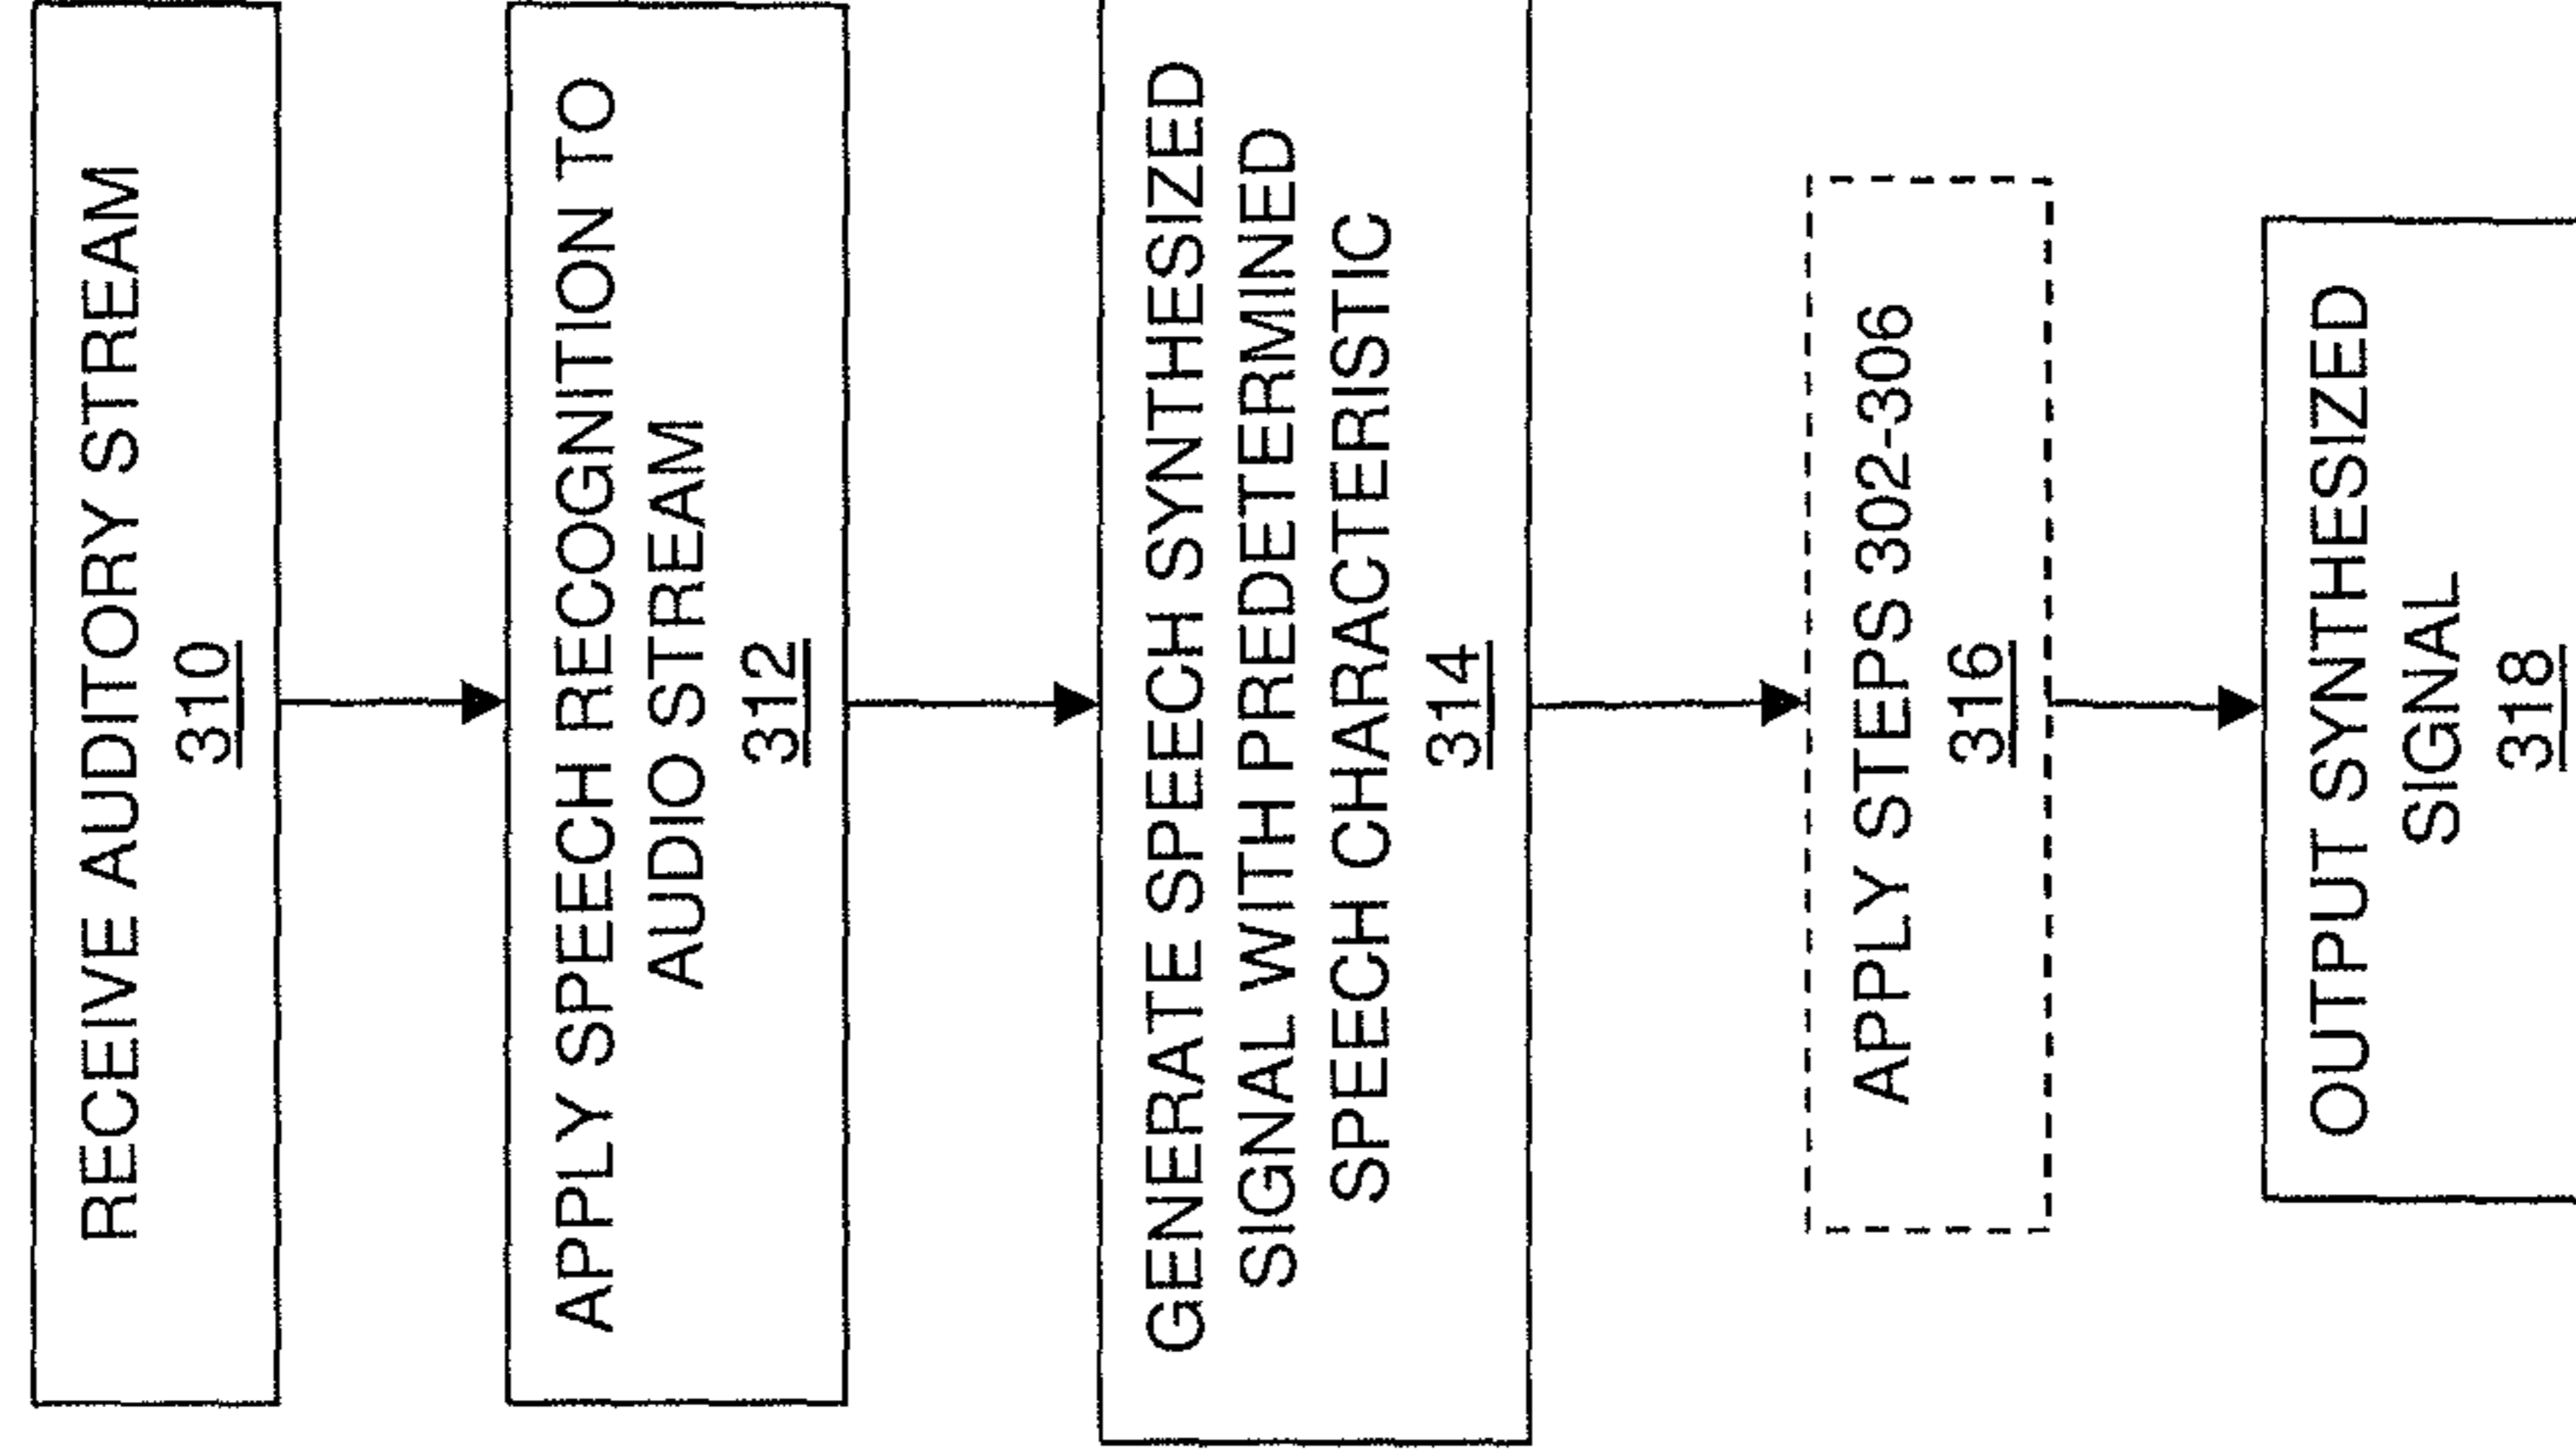 RECEIVE AUDITORY STREAM
310
APPLY SPEECH RECOGNITION TO
AUDIO STREAM
312
GENERATE SPEECH SYNTHESIZED
SIGNAL WITH PREDETERMINED
SPEECH CHARACTERISTIC
314
APPLY STEPS 302-306
316
OUTPUT SYNTHESIZED
SIGNAL
318